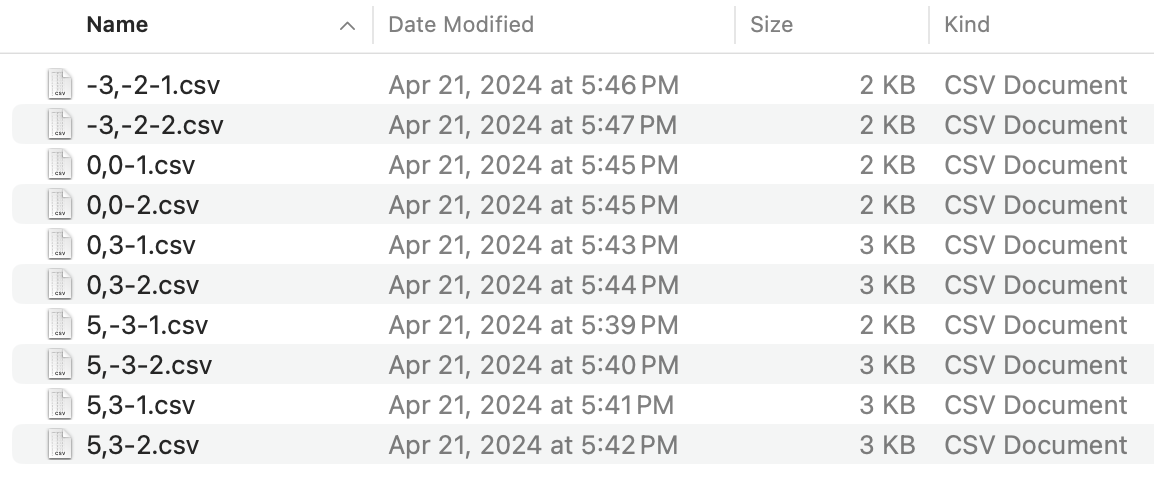 Name Date Modified Size Kind
-3,-2-1.csv Apr 21, 2024 at 5:46 PM 2 KB CSV Document
-3,-2-2.csv Apr 21, 2024 at 5:47 PM 2 KB CSV Document
0,0-1.csv Apr 21, 2024 at 5:45 PM 2 KB CSV Document
0,0-2.csv Apr 21, 2024 at 5:45 PM 2 KB CSV Document
0,3-1.csv Apr 21, 2024 at 5:43 PM 3 KB CSV Document
0,3-2.csv Apr 21, 2024 at 5:44 PM 3 KB CSV Document
5,-3-1.csv Apr 21, 2024 at 5:39 PM 2 KB CSV Document
5,-3-2.csv Apr 21, 2024 at 5:40 PM 3 KB CSV Document
5,3-1.csv Apr 21, 2024 at 5:41 PM 3 KB CSV Document
5,3-2.csv Apr 21, 2024 at 5:42 PM 3 KB CSV Document